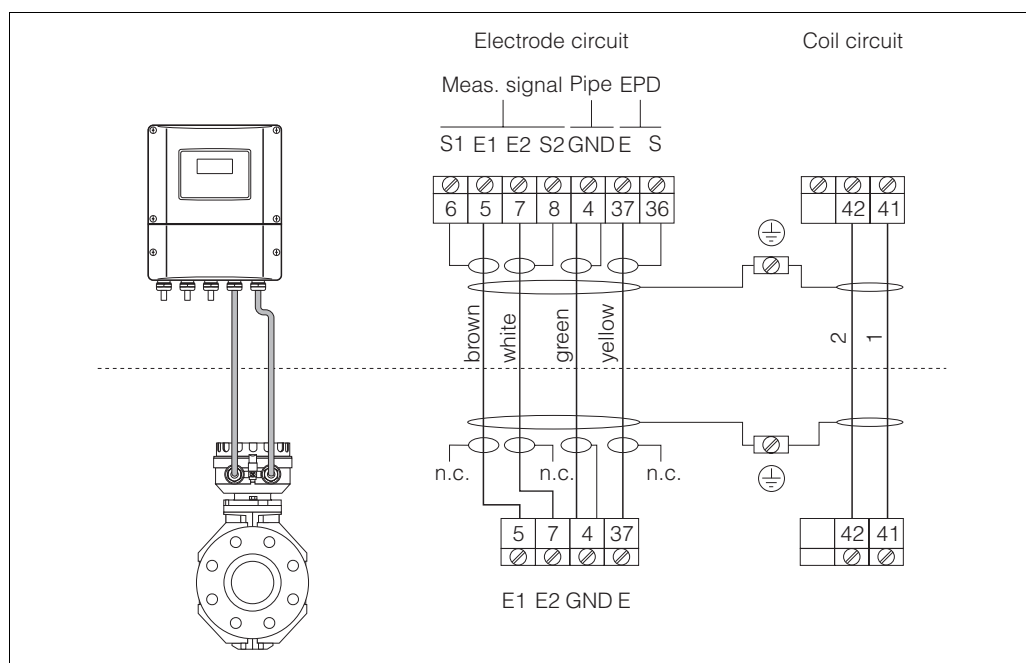 Electrode circuit Coil circuit
Meas. signal Pipe EPD
S1 E1 E2 S2 GND E S
6 5 7 8 4 37 36 42 41
brown white green yellow 2 1
n.c. n.c. n.c.
5 7 4 37 42 41
E1 E2 GND E